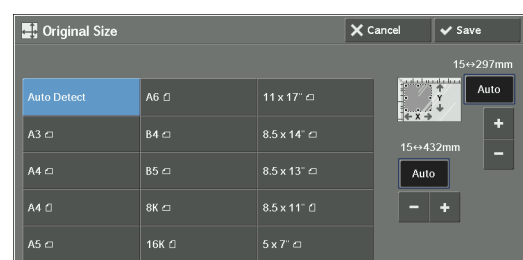 Original Size
Cancel
Save
15↔297mm
Auto Detect
A6
11 x 17"
Auto
Y
X
A3
B4
8.5 x 14"
+
15↔432mm
−
A4
B5
8.5 x 13"
Auto
A4
8K
8.5 x 11"
− +
A5
16K
5 x 7"